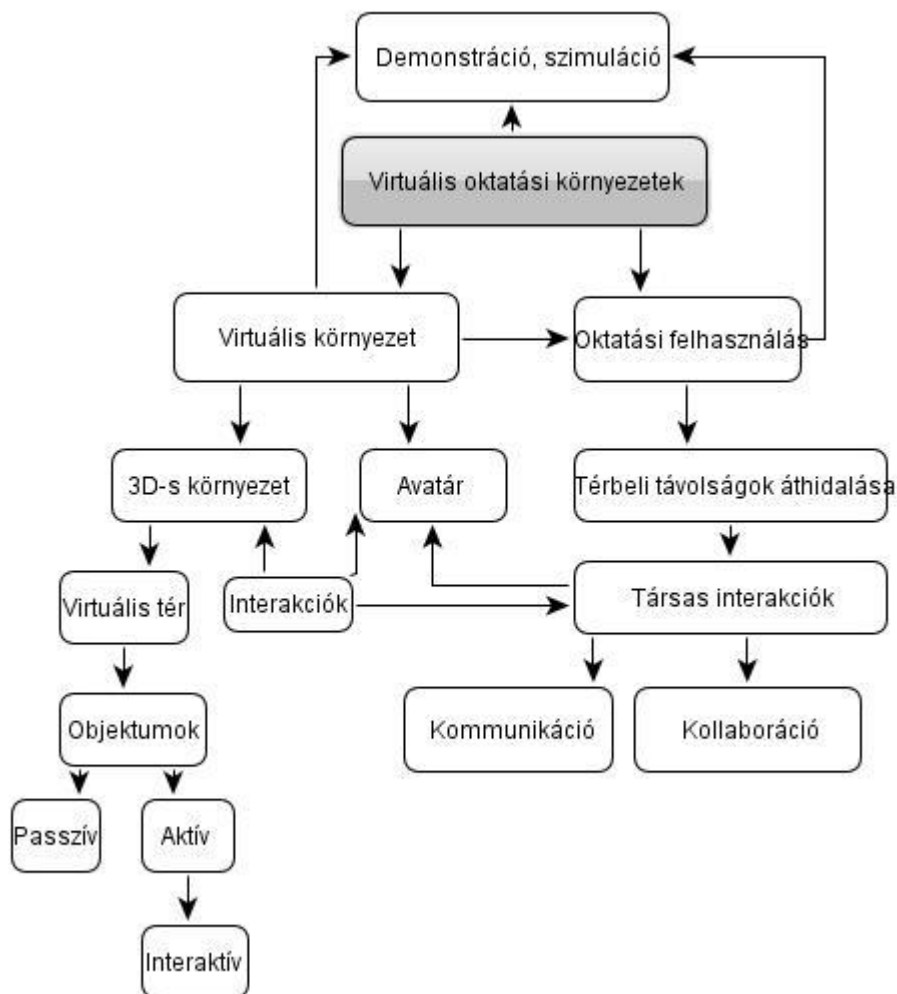 Demonstráció, szimuláció
Virtuális oktatási környezetek
Virtuális környezet
Oktatási felhasználás
3D-s környezet
Avatár
Térbeli távolságok áthidalása
Virtuális tér
Interakciók
Társas interakciók
Objektumok
Kommunikáció
Kollaboráció
Passzív
Aktív
Interaktív